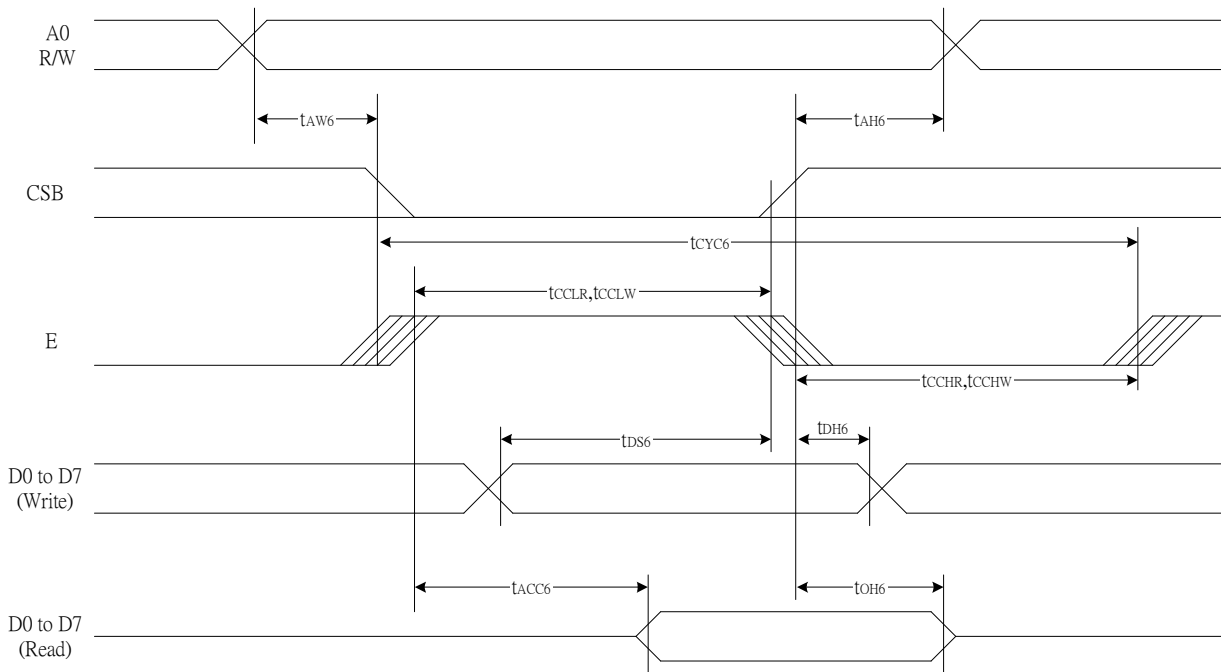 A0
R/W
tAW6
tAH6
CSB
tCYC6
tCCLR,tCCLW
E
tCCHR,tCCHW
tDS6
tDH6
D0 to D7
(Write)
tACC6
tOH6
D0 to D7
(Read)